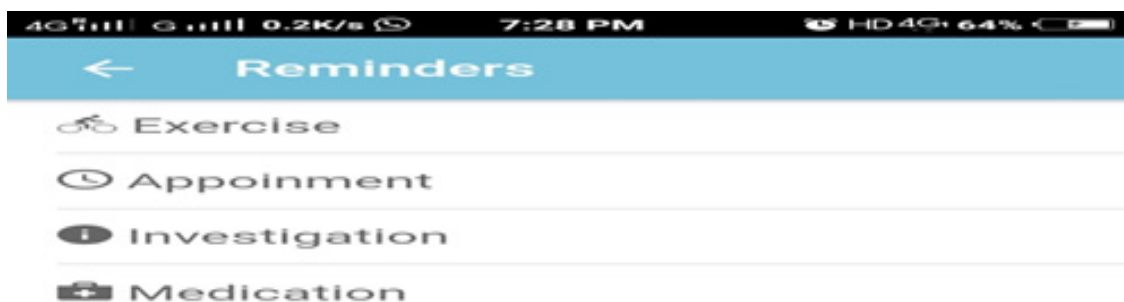 4G G 0.2K/s 7:28 PM HD 4G 64%
Reminders
Exercise
Appoinment
Investigation
Medication